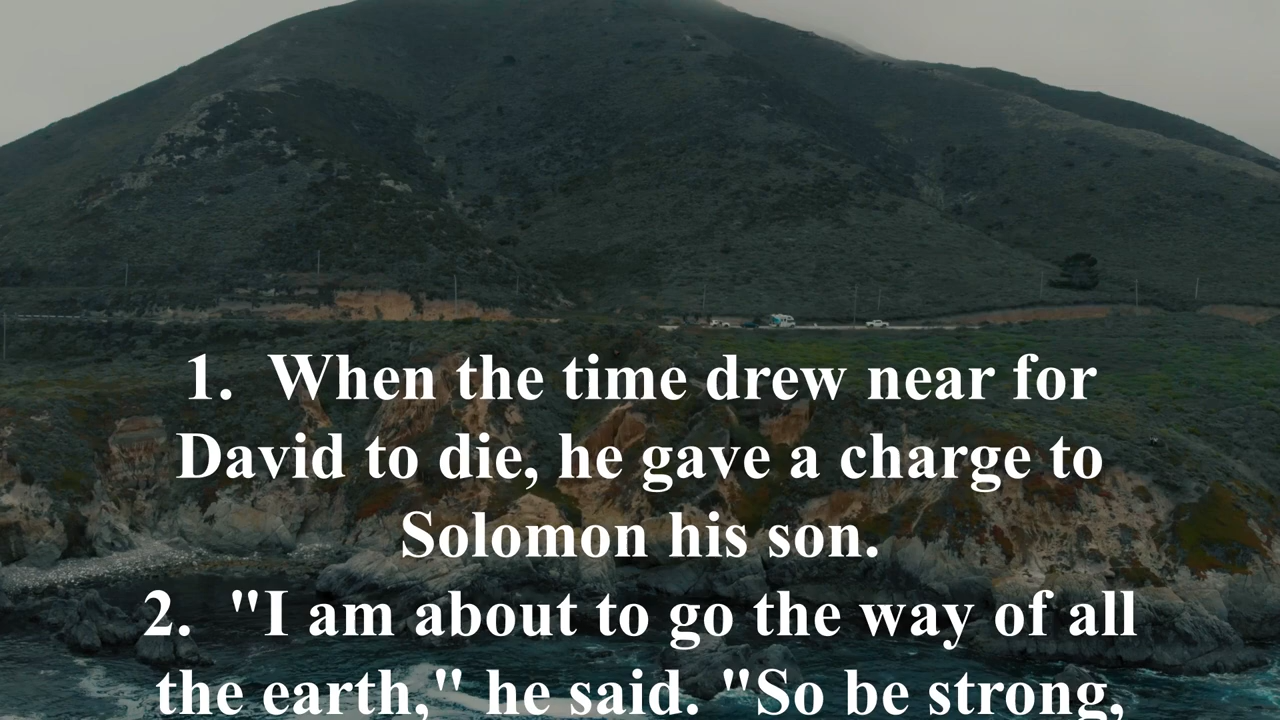 1. When the time drew near for
David to die, he gave a charge to
Solomon his son.
2. "I am about to go the way of all
the earth," he said. "So be strong,